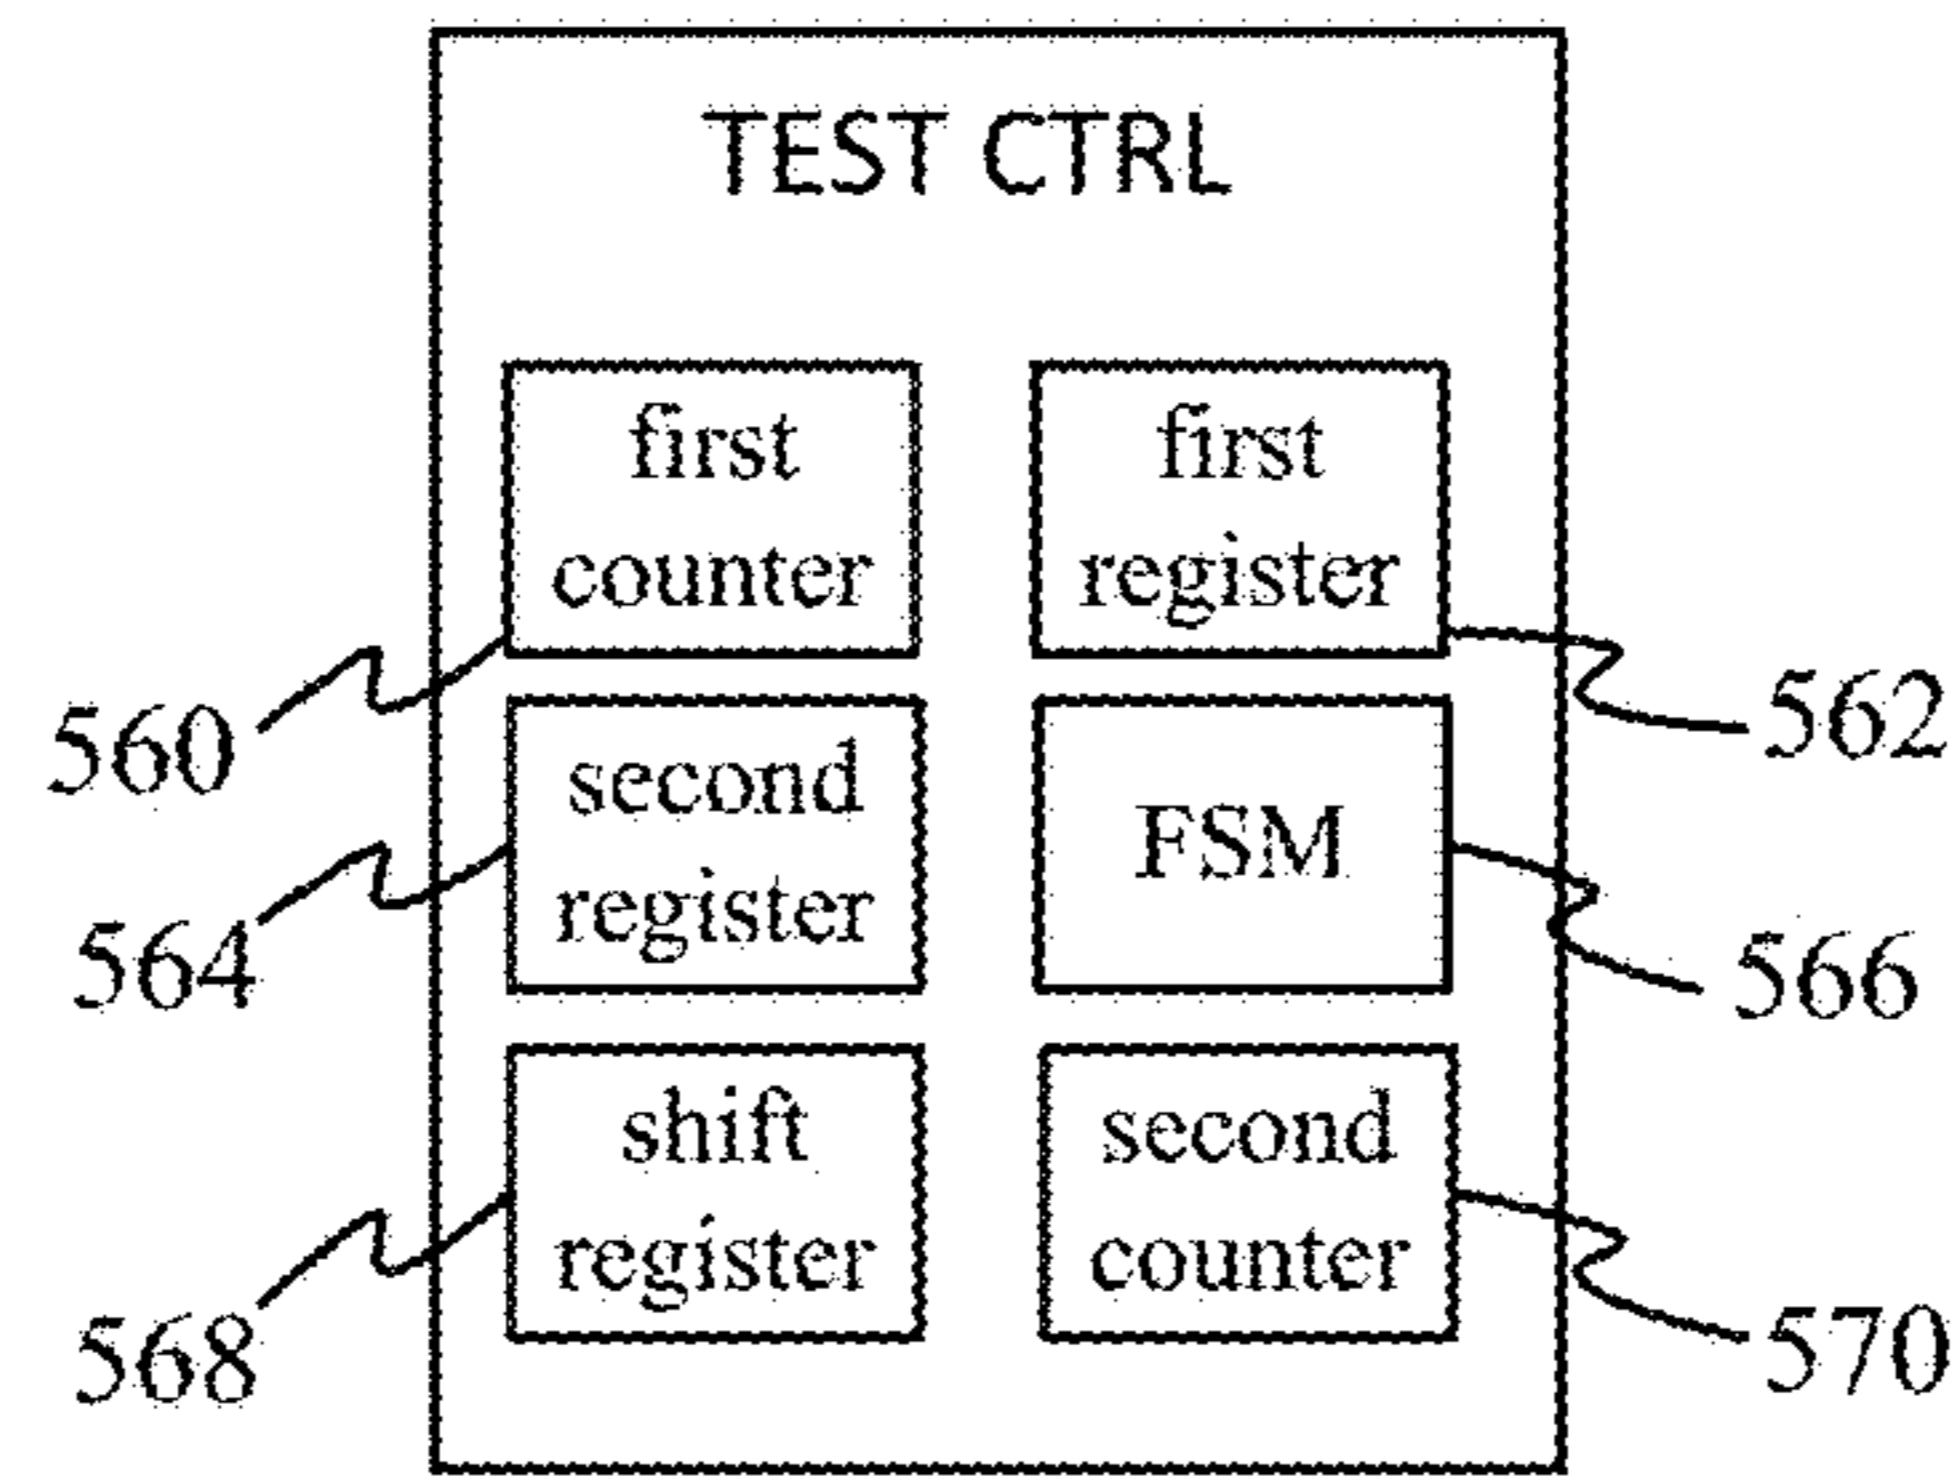 TEST CTRL
first
counter
first
register
560
562
second
register
FSM
564
566
shift
register
second
counter
568
570